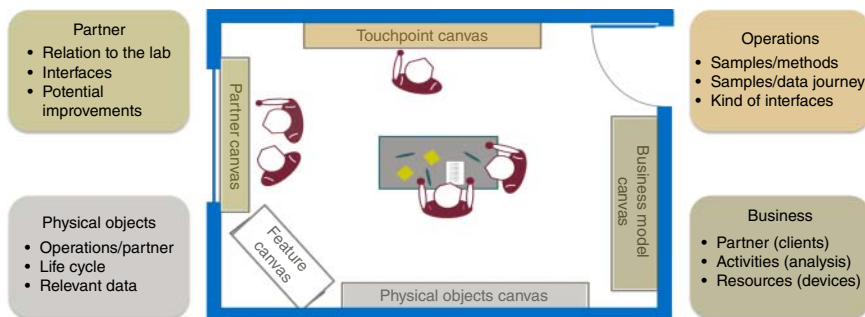 Partner
• Relation to the lab
• Interfaces
• Potential
improvements
Physical objects
• Operations/partner
• Life cycle
• Relevant data
Touchpoint canvas
Partner canvas
Feature
canvas
Physical objects canvas
Business model
canvas
Operations
• Samples/methods
• Samples/data journey
• Kind of interfaces
Business
• Partner (clients)
• Activities (analysis)
• Resources (devices)